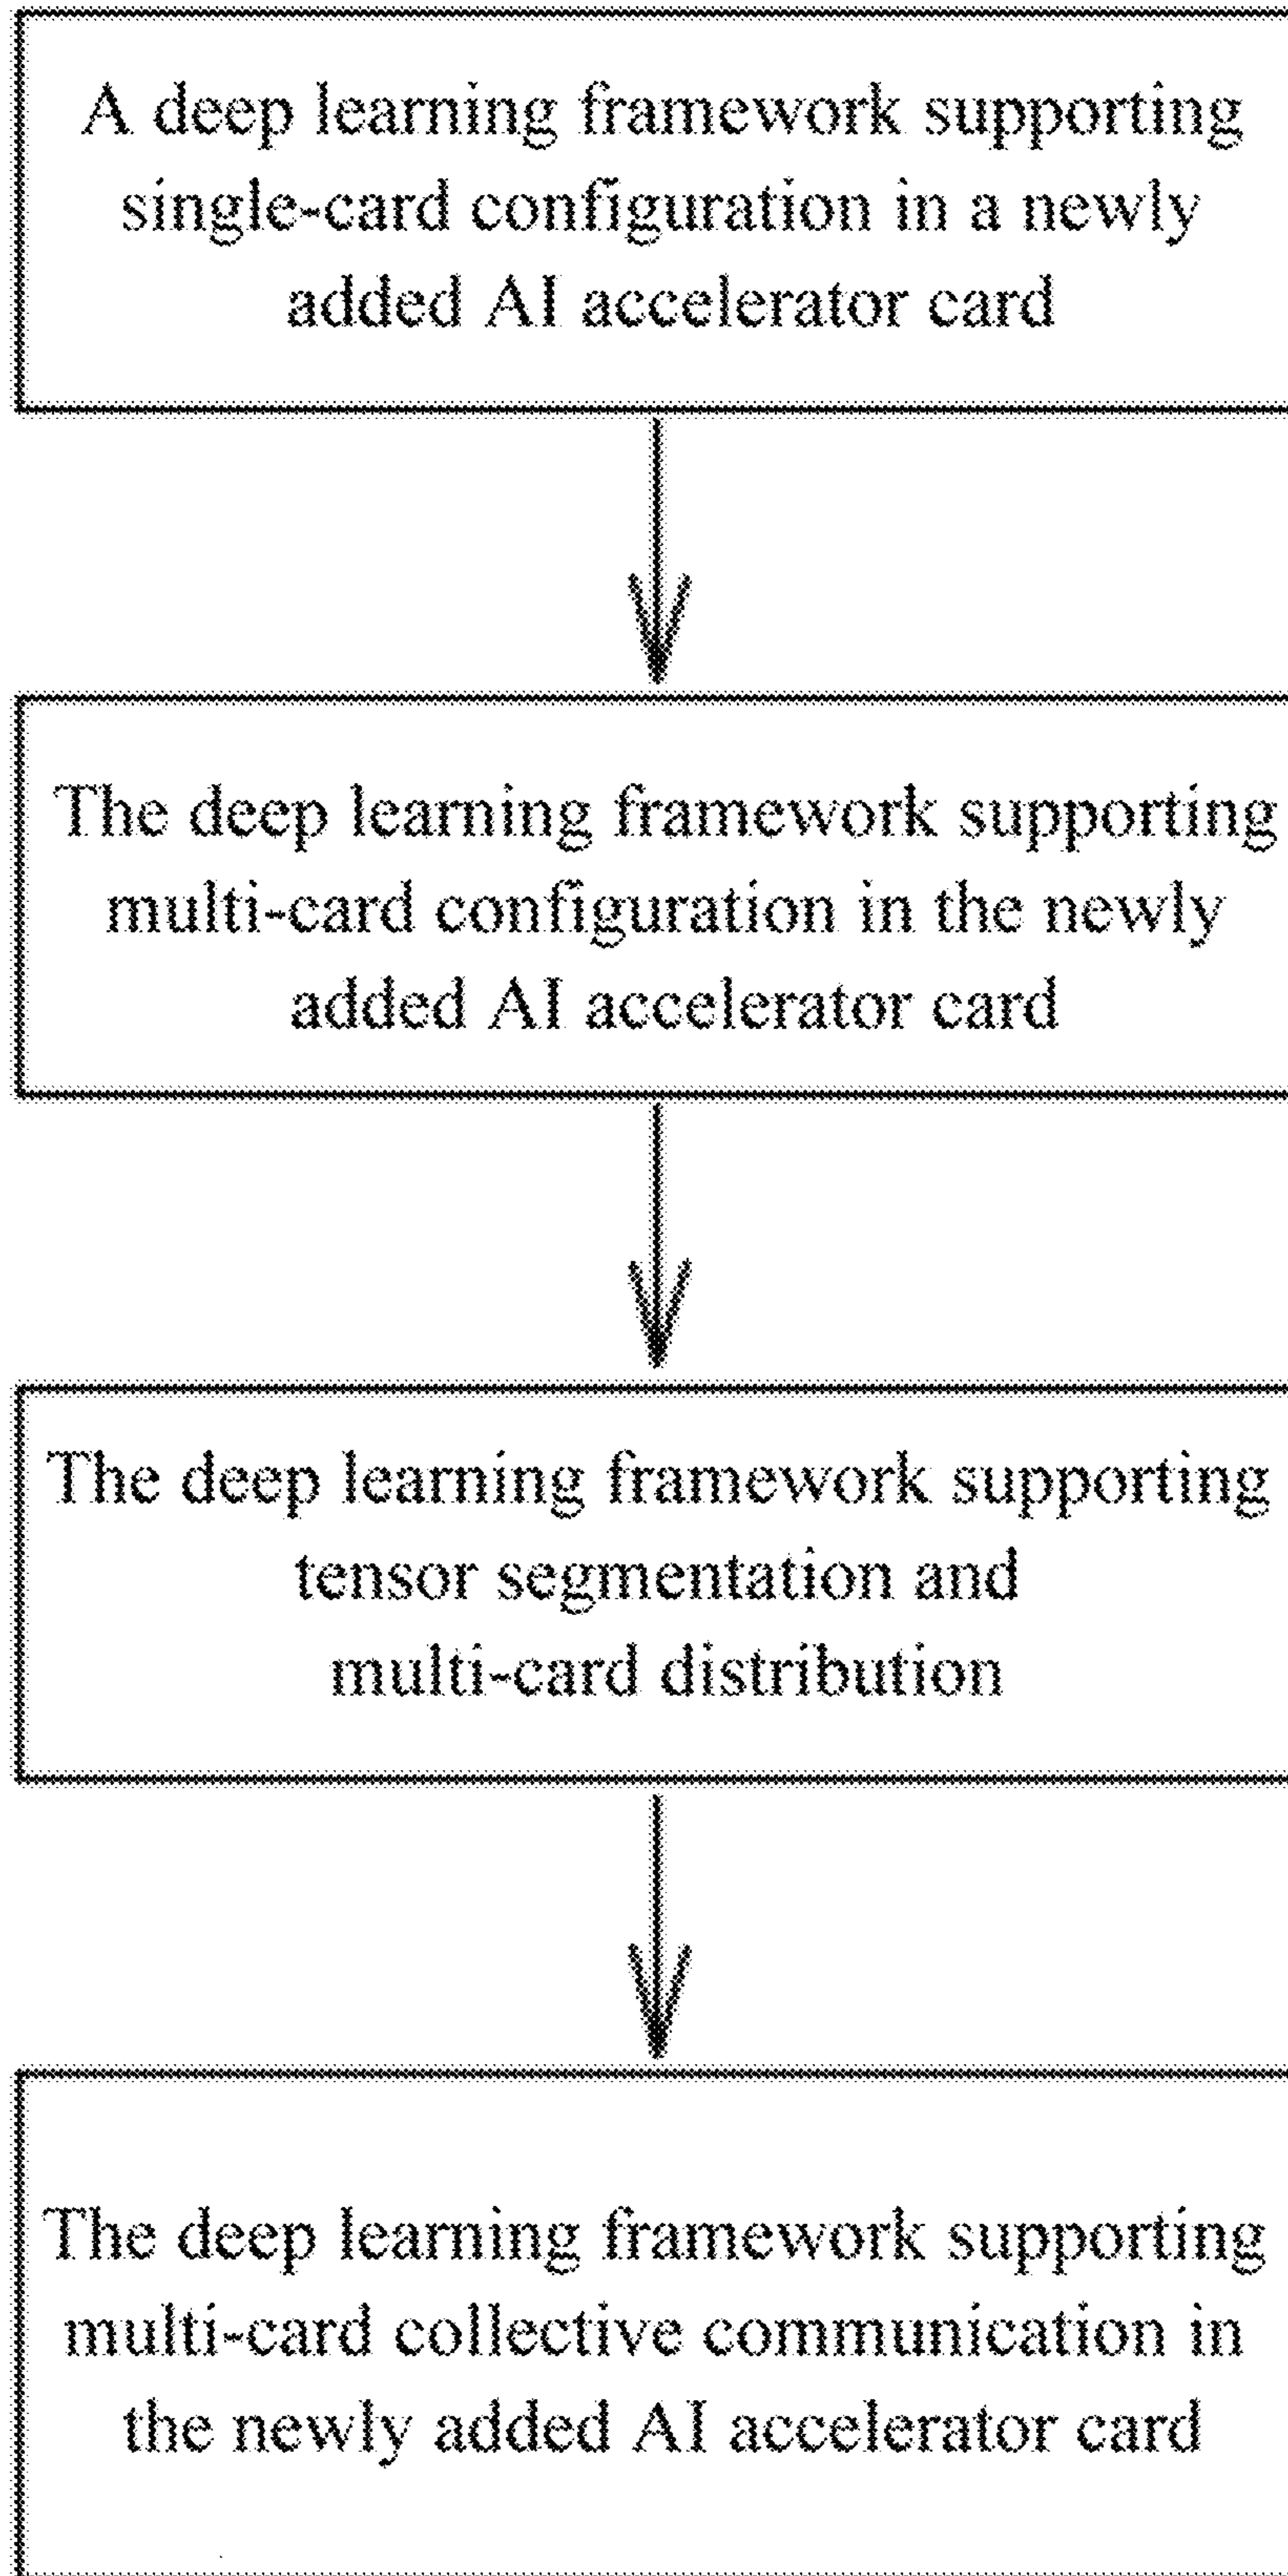 A deep learning framework supporting
single-card configuration in a newly
added AI accelerator card
The deep learning framework supporting
multi-card configuration in the newly
added AI accelerator card
The deep learning framework supporting
tensor segmentation and
multi-card distribution
The deep learning framework supporting
multi-card collective communication in
the newly added AI accelerator card